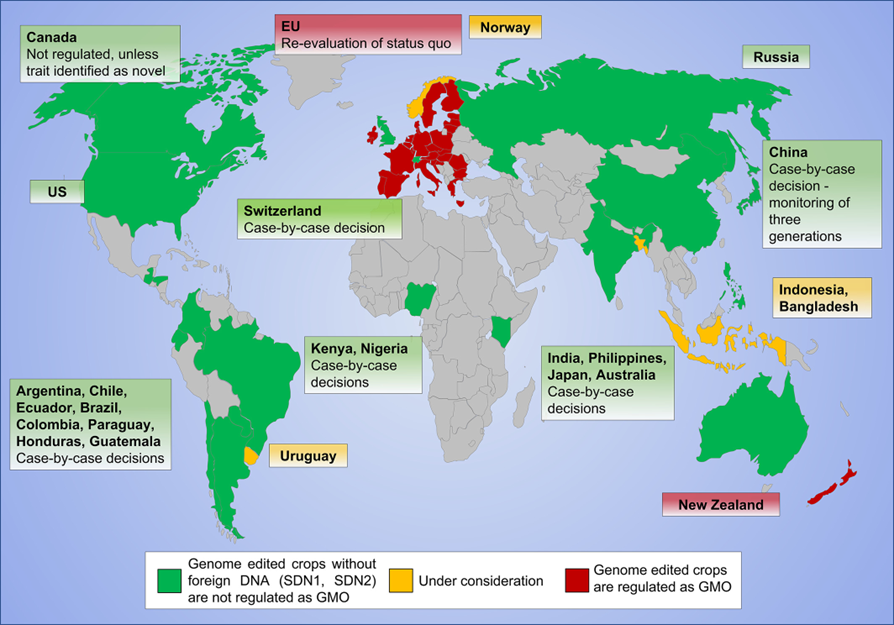 Canada
Not regulated, unless
trait identified as novel
EU
Re-evaluation of status quo
Norway
Russia
US
China
Case-by-case
decision -
monitoring of
three
generations
Switzerland
Case-by-case decision
Indonesia,
Bangladesh
Kenya, Nigeria
Case-by-case
decisions
India, Philippines,
Japan, Australia
Case-by-case
decisions
Argentina, Chile,
Ecuador, Brazil,
Colombia, Paraguay,
Honduras, Guatemala
Case-by-case decisions
Uruguay
New Zealand
Genome edited crops without
foreign DNA (SDN1, SDN2)
are not regulated as GMO
Under consideration
Genome edited crops
are regulated as GMO